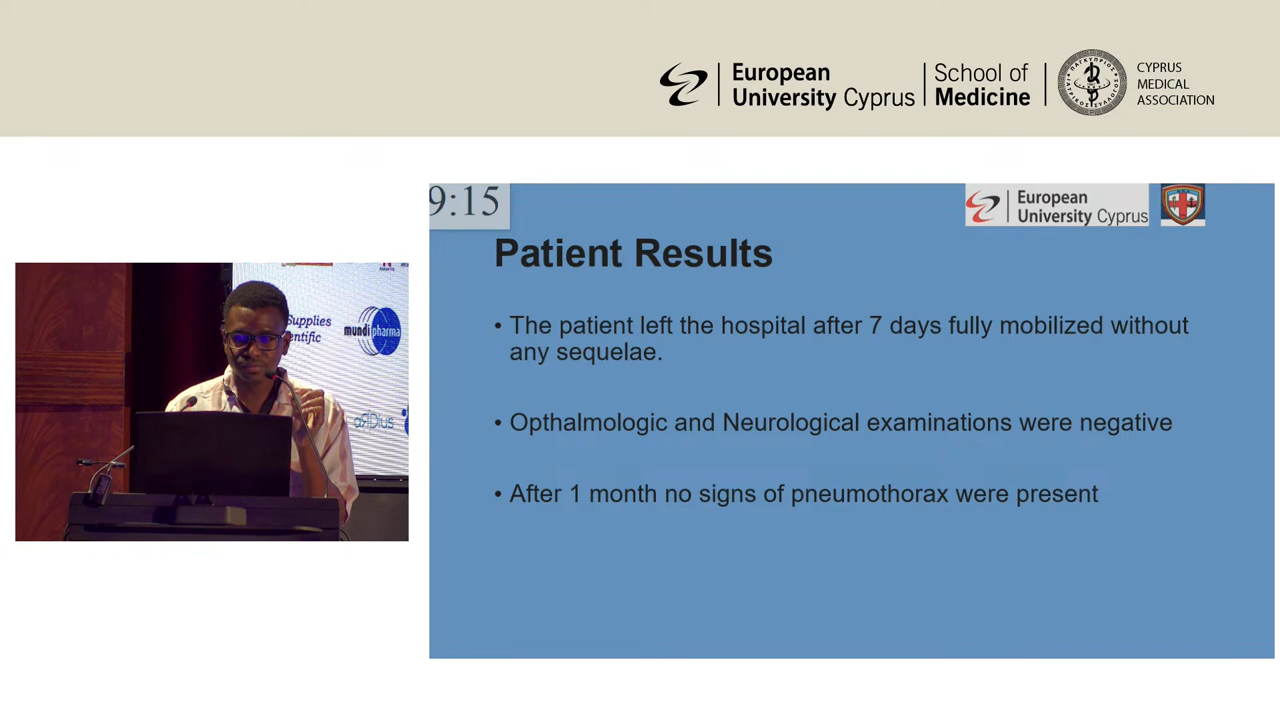 European
University Cyprus
School of
Medicine
CYPRUS
MEDICAL
ASSOCIATION
9:15
European
University Cyprus
Patient Results
• The patient left the hospital after 7 days fully mobilized without
any sequelae.
• Opthalmologic and Neurological examinations were negative
• After 1 month no signs of pneumothorax were present
Supplies
entific
mundipharma